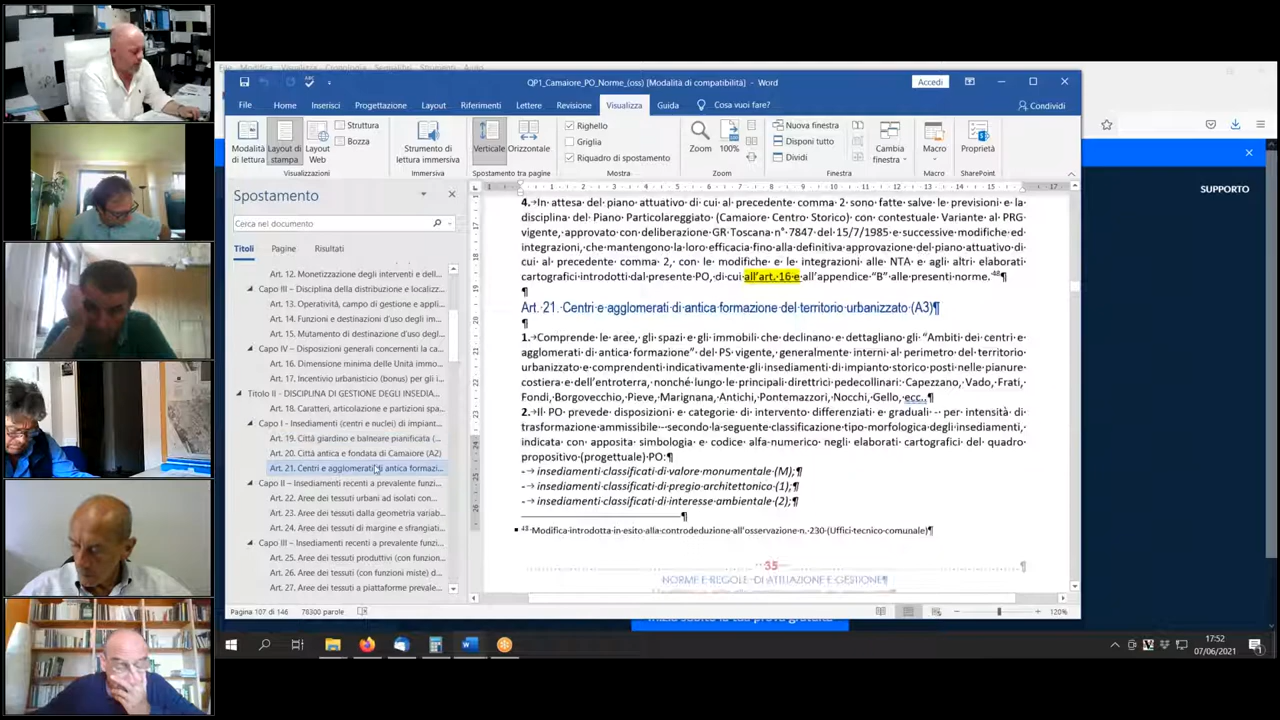 File Modifica Visualizza Cronologia Segnalibri Strumenti Aiuto
QP1_Camaiore_PO_Norme_(oss) [Modalità di compatibilità] - Word
Accedi
File Home Inserisci Progettazione Layout Riferimenti Lettere Revisione Visualizza Guida Cosa vuoi fare? Condividi
Modalità di lettura
Layout di stampa
Layout Web
Struttura
Bozza
Visualizzazioni
Strumento di lettura immersiva
Immersiva
Verticale Orizzontale
Spostamento tra pagine
Righello
Griglia
Riquadro di spostamento
Mostra
Zoom 100%
Zoom
Nuova finestra
Disponi tutto
Dividi
Cambia finestra
Finestra
Macro
Macro
Proprietà
SharePoint
SUPPORTO
Spostamento
Cerca nel documento
Titoli Pagine Risultati
Art. 12. Monetizzazione degli interventi e dell...
Capo III – Disciplina della distribuzione e localizz...
Art. 13. Operatività, campo di gestione e appli...
Art. 14. Funzioni e destinazioni d'uso degli im...
Art. 15. Mutamento di destinazione d'uso degl...
Capo IV – Disposizioni generali concernenti la ca...
Art. 16. Dimensione minima delle Unità immo...
Art. 17. Incentivo urbanistico (bonus) per gli i...
Titolo II - DISCIPLINA DI GESTIONE DEGLI INSEDIA...
Art. 18. Caratteri, articolazione e partizioni spa...
Capo I - Insediamenti (centri e nuclei) di impiant...
Art. 19. Città giardino e balneare pianificata (...
Art. 20. Città antica e fondata di Camaiore (A2)
Art. 21. Centri e agglomerati di antica formazi...
Capo II – Insediamenti recenti a prevalente funzi...
Art. 22. Aree dei tessuti urbani ad isolati con...
Art. 23. Aree dei tessuti dalla geometria variab...
Art. 24. Aree dei tessuti di margine e sfrangiati...
Capo III – Insediamenti recenti a prevalente funzi...
Art. 25. Aree dei tessuti produttivi (con funzion...
Art. 26. Aree dei tessuti (con funzioni miste) d...
Art. 27. Aree dei tessuti a piattaforme prevale...
4. In attesa del piano attuativo di cui al precedente comma 2 sono fatte salve le previsioni e la
disciplina del Piano Particolareggiato (Camaiore Centro Storico) con contestuale Variante al PRG
vigente, approvato con deliberazione GR Toscana n° 7847 del 15/7/1985 e successive modifiche ed
integrazioni, che mantengono la loro efficacia fino alla definitiva approvazione del piano attuativo di
cui al precedente comma 2, con le modifiche e le integrazioni alle NTA e agli altri elaborati
cartografici introdotti dal presente PO, di cui all'art. 16 e all'appendice “B” alle presenti norme.48¶
¶
Art. 21. Centri e agglomerati di antica formazione del territorio urbanizzato (A3)¶
¶
1.→Comprende le aree, gli spazi e gli immobili che declinano e dettagliano gli “Ambiti dei centri e
agglomerati di antica formazione” del PS vigente, generalmente interni al perimetro del territorio
urbanizzato e comprendenti indicativamente gli insediamenti di impianto storico posti nelle pianure
costiera e dell'entroterra, nonché lungo le principali direttrici pedecollinari: Capezzano, Vado, Frati,
Fondi, Borgovecchio, Pieve, Marignana, Antichi, Pontemazzori, Nocchi, Gello, ecc..¶
2. Il PO prevede disposizioni e categorie di intervento differenziati e graduali - per intensità di
trasformazione ammissibile - secondo la seguente classificazione tipo-morfologica degli insediamenti,
indicata con apposita simbologia e codice alfa-numerico negli elaborati cartografici del quadro
propositivo (progettuale) PO:¶
-→insediamenti classificati di valore monumentale (M);¶
-→insediamenti classificati di pregio architettonico (1);¶
-→insediamenti classificati di interesse ambientale (2);¶
¶
48 Modifica introdotta in esito alla controdeduzione all'osservazione n. 230 (Uffici tecnico comunale)¶
35 ¶
NORME E REGOLE DI ATTUAZIONE E GESTIONE¶
Pagina 107 di 146 78300 parole 120%
Inizia subito la tua prova gratuita
17:52
07/06/2021